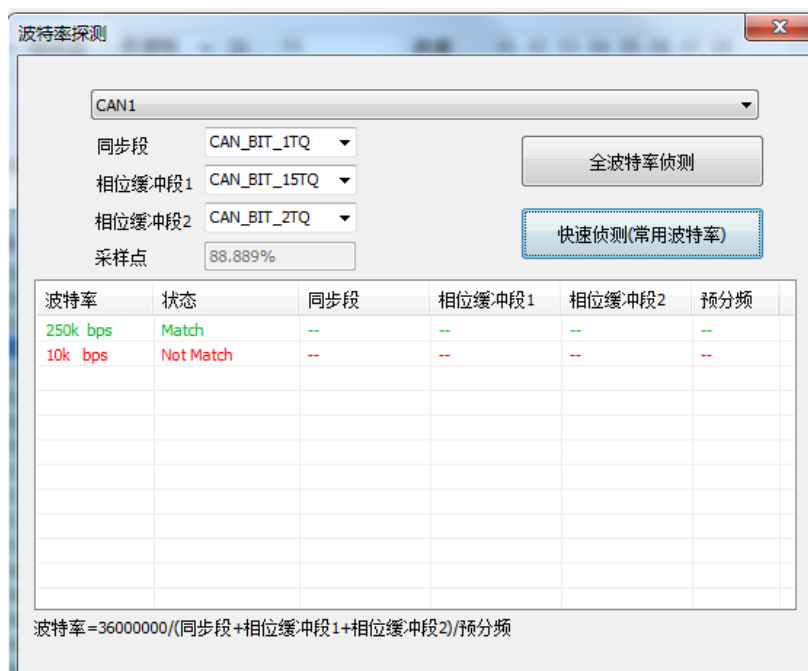 波特率探测
CAN1
同步段 CAN_BIT_1TQ
相位缓冲段1 CAN_BIT_15TQ
相位缓冲段2 CAN_BIT_2TQ
采样点 88.889%
全波特率侦测
快速侦测(常用波特率)
波特率 状态 同步段 相位缓冲段1 相位缓冲段2 预分频
250k bps Match -- -- -- --
10k bps Not Match -- -- -- --
波特率=36000000/(同步段+相位缓冲段1+相位缓冲段2)/预分频